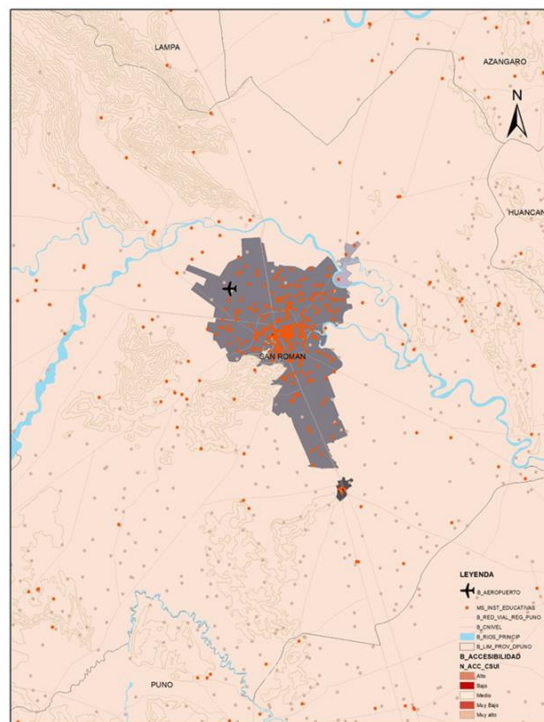 LAMPA
AZANGARO
N
HUANCAN
SAN ROMAN
PUNO
LEYENDA
B_AEROPUERTO
MS_INST_EDUCATIVAS
B_RED_VIAL_REG_PUNO
B_CNIVEL
B_RIOS_PRINCIP
B_LIM_PROV_DPUNO
B_ACCESIBILIDAD
N_ACC_CSUI
Alto
Bajo
Medio
Muy Bajo
Muy alto